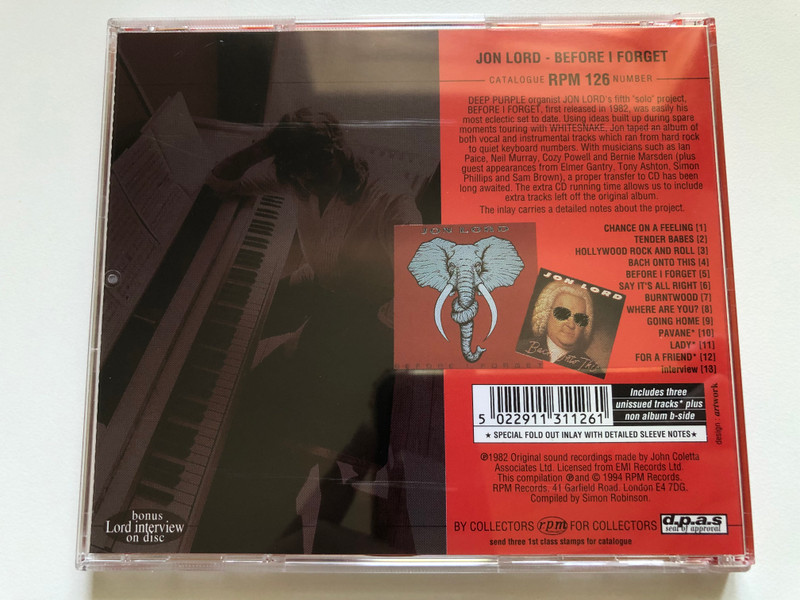 JON LORD - BEFORE I FORGET
CATALOGUE RPM 126 NUMBER
DEEP PURPLE organist JON LORD's fifth 'solo' project,
BEFORE I FORGET, first released in 1982, was easily his
most eclectic set to date. Using ideas built up during spare
moments touring with WHITESNAKE. Jon taped an album of
both vocal and instrumental tracks which ran from hard rock
to quiet keyboard numbers. With musicians such as Ian
Paice, Neil Murray, Cozy Powell and Bernie Marsden (plus
guest appearances from Elmer Gantry, Tony Ashton, Simon
Phillips and Sam Brown), a proper transfer to CD has been
long awaited. The extra CD running time allows us to include
extra tracks left off the original album.
The inlay carries a detailed notes about the project.
JON LORD
BEFORE I FORGET
JON LORD
Bach Onto This
CHANCE ON A FEELING [1]
TENDER BABES [2]
HOLLYWOOD ROCK AND ROLL [3]
BACH ONTO THIS [4]
BEFORE I FORGET [5]
SAY IT'S ALL RIGHT [6]
BURNTWOOD [7]
WHERE ARE YOU? [8]
GOING HOME [9]
PAVANE* [10]
LADY* [11]
FOR A FRIEND* [12]
interview [13]
5 022911 311261
Includes three
unissued tracks* plus
non album b-side
★ SPECIAL FOLD OUT INLAY WITH DETAILED SLEEVE NOTES ★
design artwork
℗1982 Original sound recordings made by John Coletta
Associates Ltd. Licensed from EMI Records Ltd.
This compilation ℗and © 1994 RPM Records.
RPM Records, 41 Garfield Road. London E4 7DG.
Compiled by Simon Robinson.
BY COLLECTORS rpm FOR COLLECTORS
send three 1st class stamps for catalogue
d.p.a.s
seal of approval
bonus
Lord interview
on disc